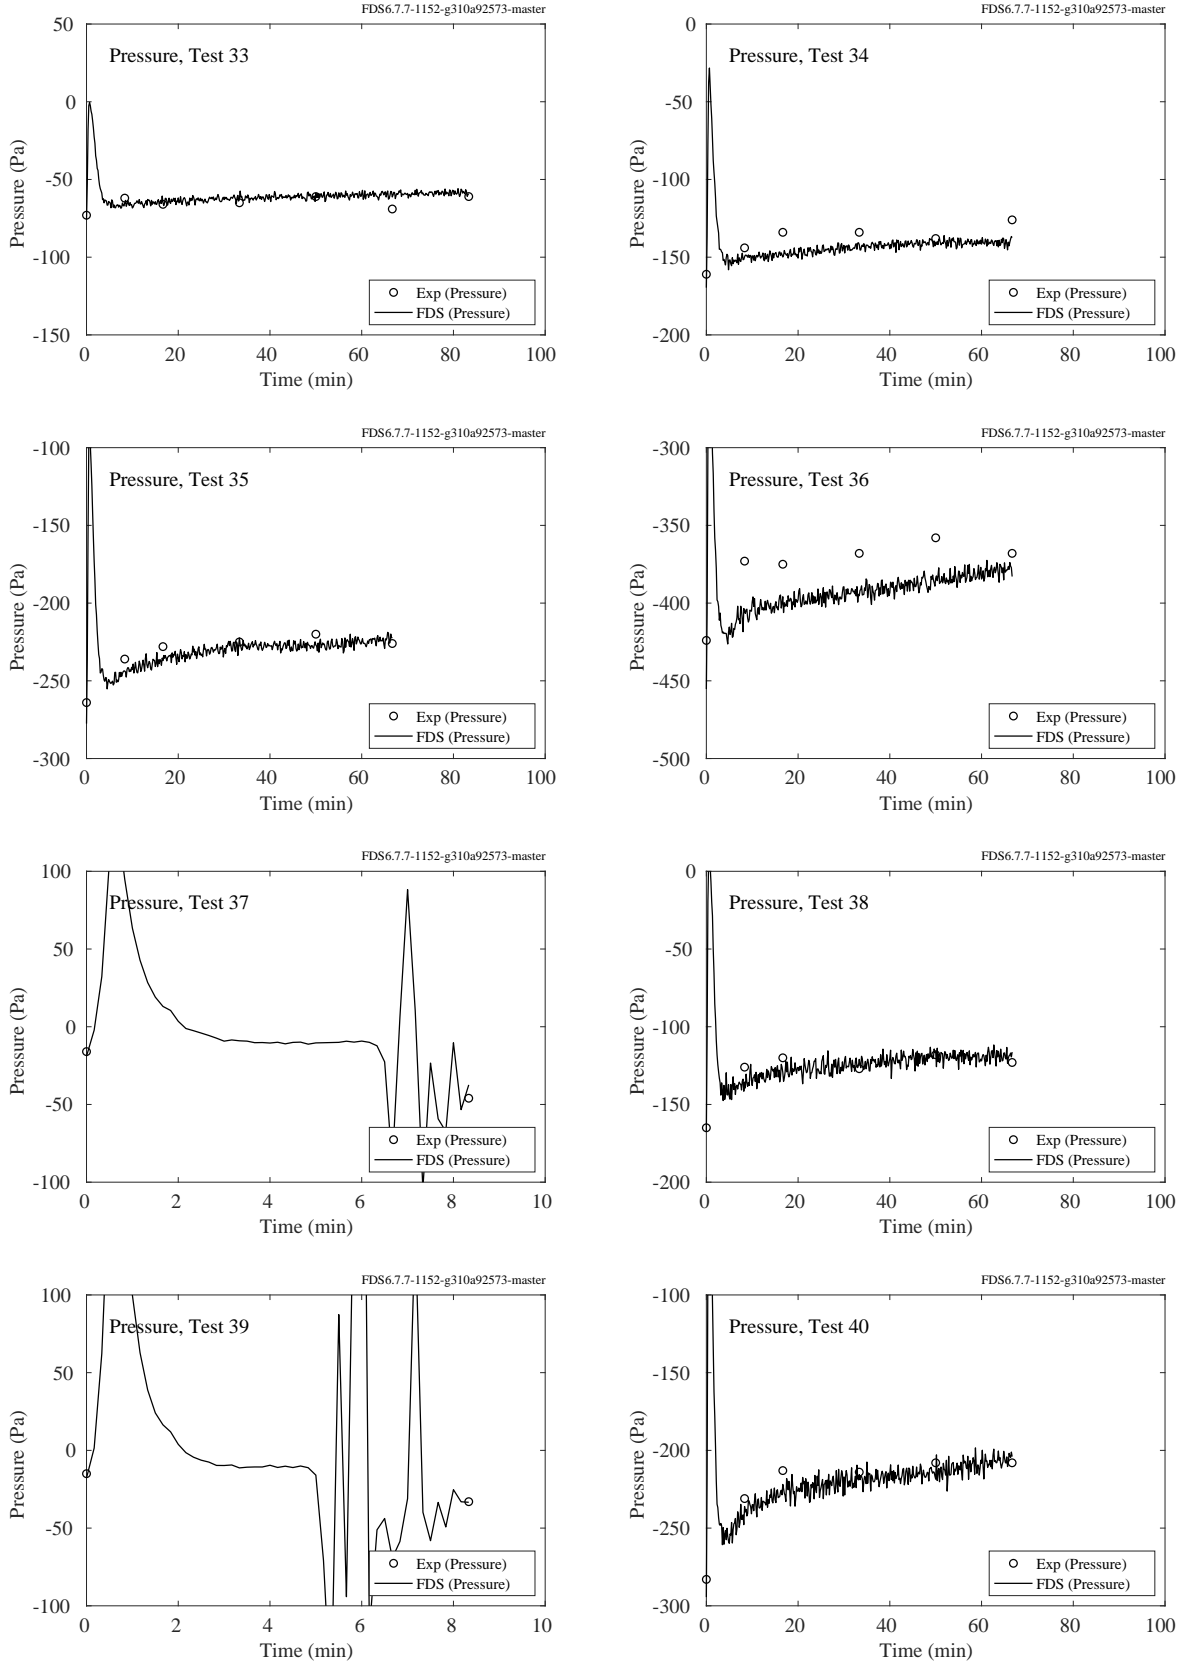 FDS6.7.7-1152-g310a92573-master
Pressure, Test 33
50
0
-50
-100
-150
Pressure (Pa)
0 20 40 60 80 100
Time (min)
Exp (Pressure)
FDS (Pressure)
FDS6.7.7-1152-g310a92573-master
Pressure, Test 34
0
-50
-100
-150
-200
Pressure (Pa)
0 20 40 60 80 100
Time (min)
Exp (Pressure)
FDS (Pressure)
FDS6.7.7-1152-g310a92573-master
Pressure, Test 35
-100
-150
-200
-250
-300
Pressure (Pa)
0 20 40 60 80 100
Time (min)
Exp (Pressure)
FDS (Pressure)
FDS6.7.7-1152-g310a92573-master
Pressure, Test 36
-300
-350
-400
-450
-500
Pressure (Pa)
0 20 40 60 80 100
Time (min)
Exp (Pressure)
FDS (Pressure)
FDS6.7.7-1152-g310a92573-master
Pressure, Test 37
100
50
0
-50
-100
Pressure (Pa)
0 2 4 6 8 10
Time (min)
Exp (Pressure)
FDS (Pressure)
FDS6.7.7-1152-g310a92573-master
Pressure, Test 38
0
-50
-100
-150
-200
Pressure (Pa)
0 20 40 60 80 100
Time (min)
Exp (Pressure)
FDS (Pressure)
FDS6.7.7-1152-g310a92573-master
Pressure, Test 39
100
50
0
-50
-100
Pressure (Pa)
0 2 4 6 8 10
Time (min)
Exp (Pressure)
FDS (Pressure)
FDS6.7.7-1152-g310a92573-master
Pressure, Test 40
-100
-150
-200
-250
-300
Pressure (Pa)
0 20 40 60 80 100
Time (min)
Exp (Pressure)
FDS (Pressure)